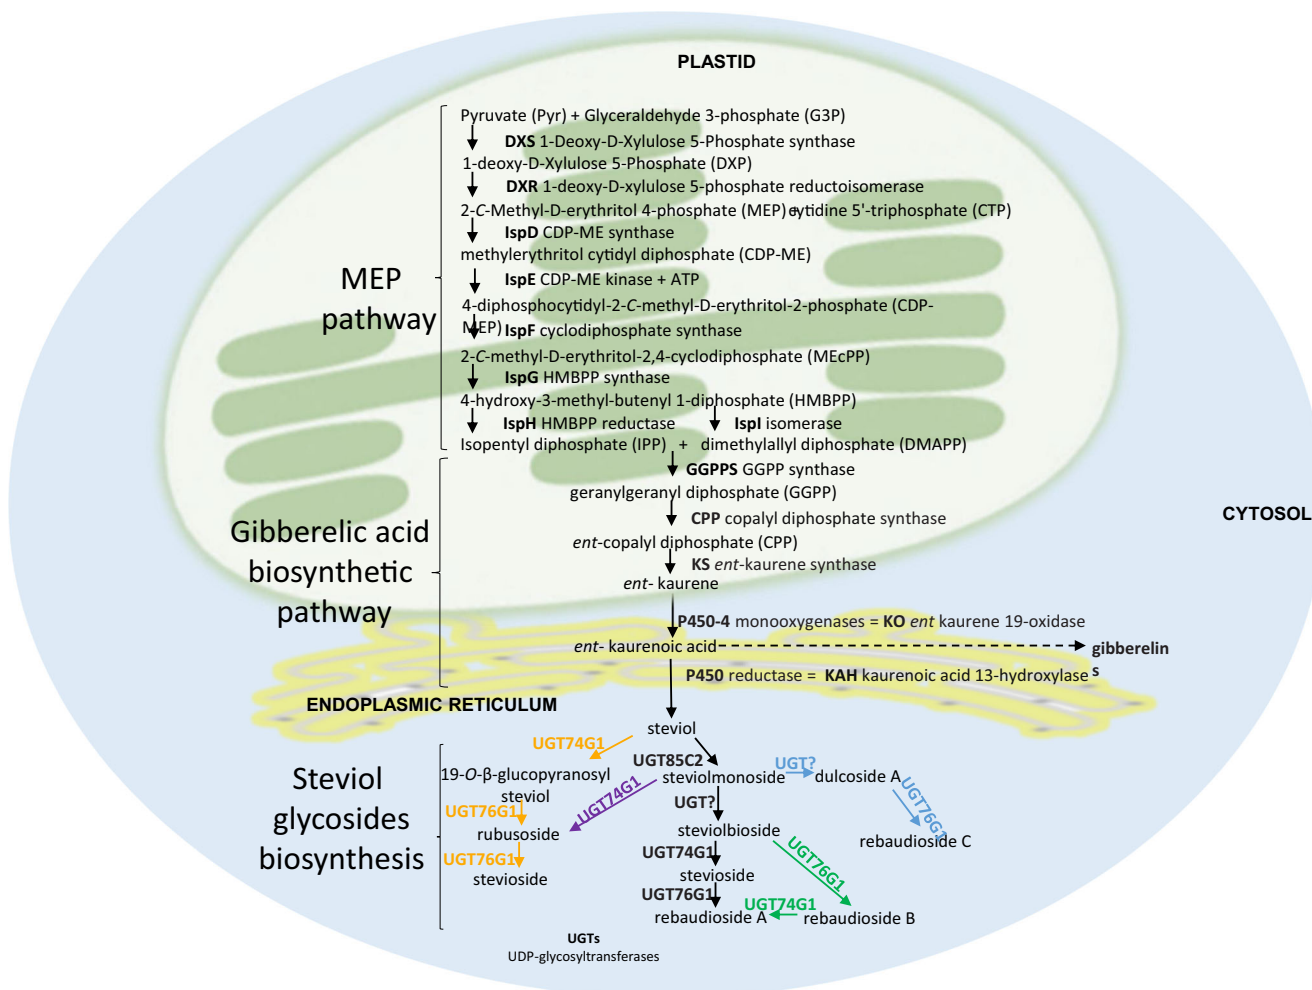 PLASTID
Pyruvate (Pyr) + Glyceraldehyde 3-phosphate (G3P)
DXS 1-Deoxy-D-Xylulose 5-Phosphate synthase
1-deoxy-D-Xylulose 5-Phosphate (DXP)
DXR 1-deoxy-D-xylulose 5-phosphate reductoisomerase
2-C-Methyl-D-erythritol 4-phosphate (MEP) + cytidine 5'-triphosphate (CTP)
IspD CDP-ME synthase
methylerythritol cytidyl diphosphate (CDP-ME)
IspE CDP-ME kinase + ATP
4-diphosphocytidyl-2-C-methyl-D-erythritol-2-phosphate (CDP-
MEP)
IspF cyclodiphosphate synthase
2-C-methyl-D-erythritol-2,4-cyclodiphosphate (MEcPP)
IspG HMBPP synthase
4-hydroxy-3-methyl-butenyl 1-diphosphate (HMBPP)
IspH HMBPP reductase
IspI isomerase
Isopentyl diphosphate (IPP) + dimethylallyl diphosphate (DMAPP)
MEP
pathway
GGPPS GGPP synthase
geranylgeranyl diphosphate (GGPP)
CPP copalyl diphosphate synthase
ent-copalyl diphosphate (CPP)
KS ent-kaurene synthase
ent- kaurene
Gibberelic acid
biosynthetic
pathway
CYTOSOL
P450-4 monooxygenases = KO ent kaurene 19-oxidase
ent- kaurenoic acid
gibberelin
s
P450 reductase = KAH kaurenoic acid 13-hydroxylase
ENDOPLASMIC RETICULUM
steviol
UGT74G1
UGT85C2
19-O-β-glucopyranosyl
steviol
steviolmonoside
UGT?
dulcoside A
UGT76G1
UGT74G1
UGT?
UGT76G1
rubusoside
steviolbioside
rebaudioside C
UGT76G1
UGT74G1
UGT76G1
stevioside
stevioside
UGT76G1
UGT74G1
rebaudioside A
rebaudioside B
Steviol
glycosides
biosynthesis
UGTs
UDP-glycosyltransferases